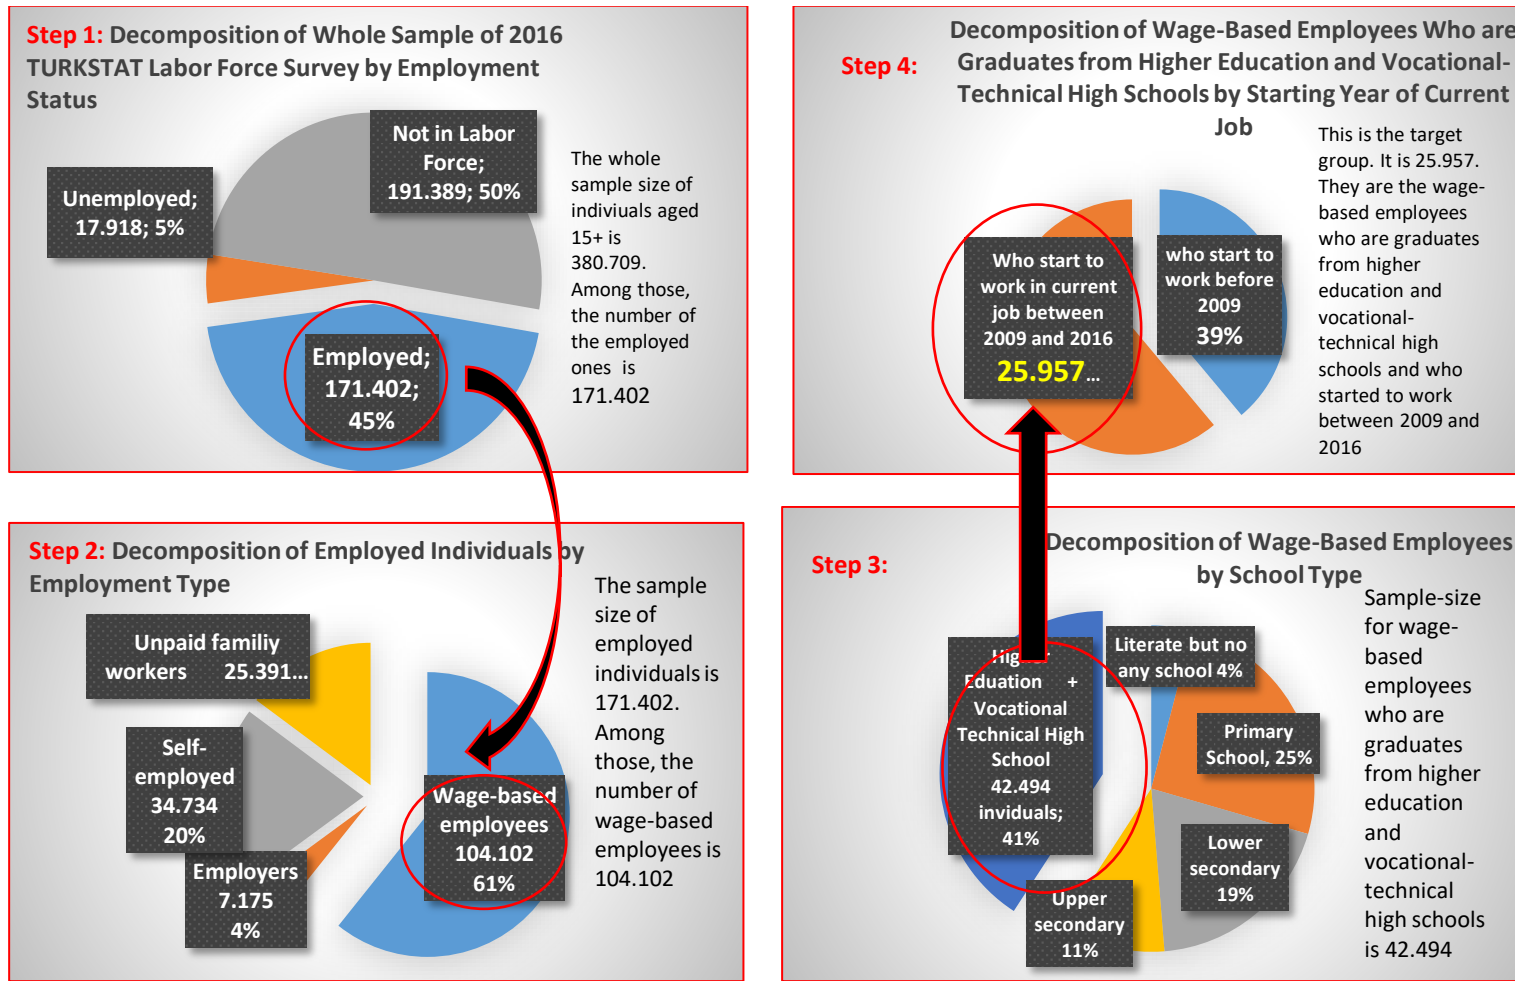 Step 1: Decomposition of Whole Sample of 2016
TURKSTAT Labor Force Survey by Employment
Status
Not in Labor
Force;
191.389; 50%
Unemployed;
17.918; 5%
Employed;
171.402;
45%
The whole
sample size of
indiviuals aged
15+ is
380.709.
Among those,
the number of
the employed
ones is
171.402
Step 2: Decomposition of Employed Individuals by
Employment Type
Unpaid familiy
workers 25.391...
Self-
employed
34.734
20%
Employers
7.175
4%
Wage-based
employees
104.102
61%
The sample
size of
employed
individuals is
171.402.
Among
those, the
number of
wage-based
employees is
104.102
Step 4:
Decomposition of Wage-Based Employees Who are
Graduates from Higher Education and Vocational-
Technical High Schools by Starting Year of Current
Job
Who start to
work in current
job between
2009 and 2016
25.957...
who start to
work before
2009
39%
This is the target
group. It is 25.957.
They are the wage-
based employees
who are graduates
from higher
education and
vocational-
technical high
schools and who
started to work
between 2009 and
2016
Step 3:
Decomposition of Wage-Based Employees
by School Type
Higher
Eduation +
Vocational
Technical High
School
42.494
inviduals;
41%
Literate but no
any school 4%
Primary
School, 25%
Lower
secondary
19%
Upper
secondary
11%
Sample-size
for wage-
based
employees
who are
graduates
from higher
education
and
vocational-
technical
high schools
is 42.494